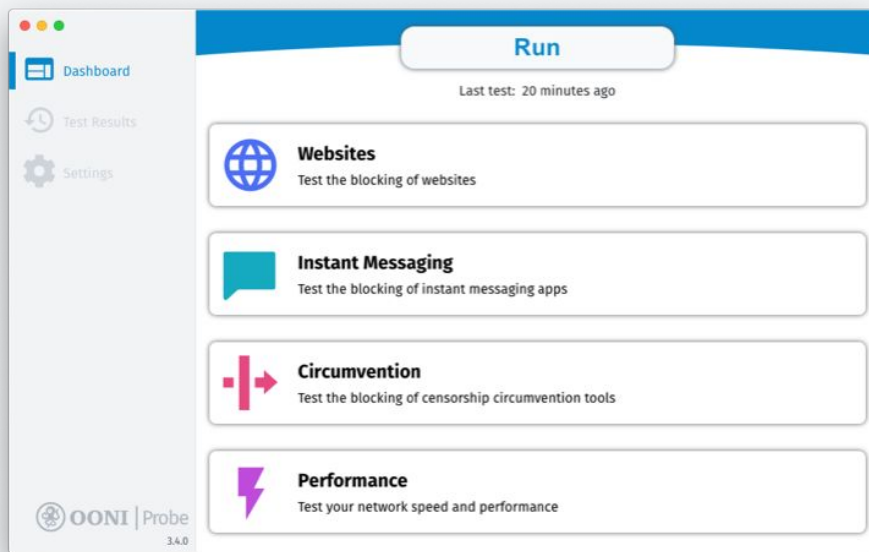 Run
Last test: 20 minutes ago
Dashboard
Test Results
Settings
Websites
Test the blocking of websites
Instant Messaging
Test the blocking of instant messaging apps
Circumvention
Test the blocking of censorship circumvention tools
Performance
Test your network speed and performance
OONI | Probe
3.4.0